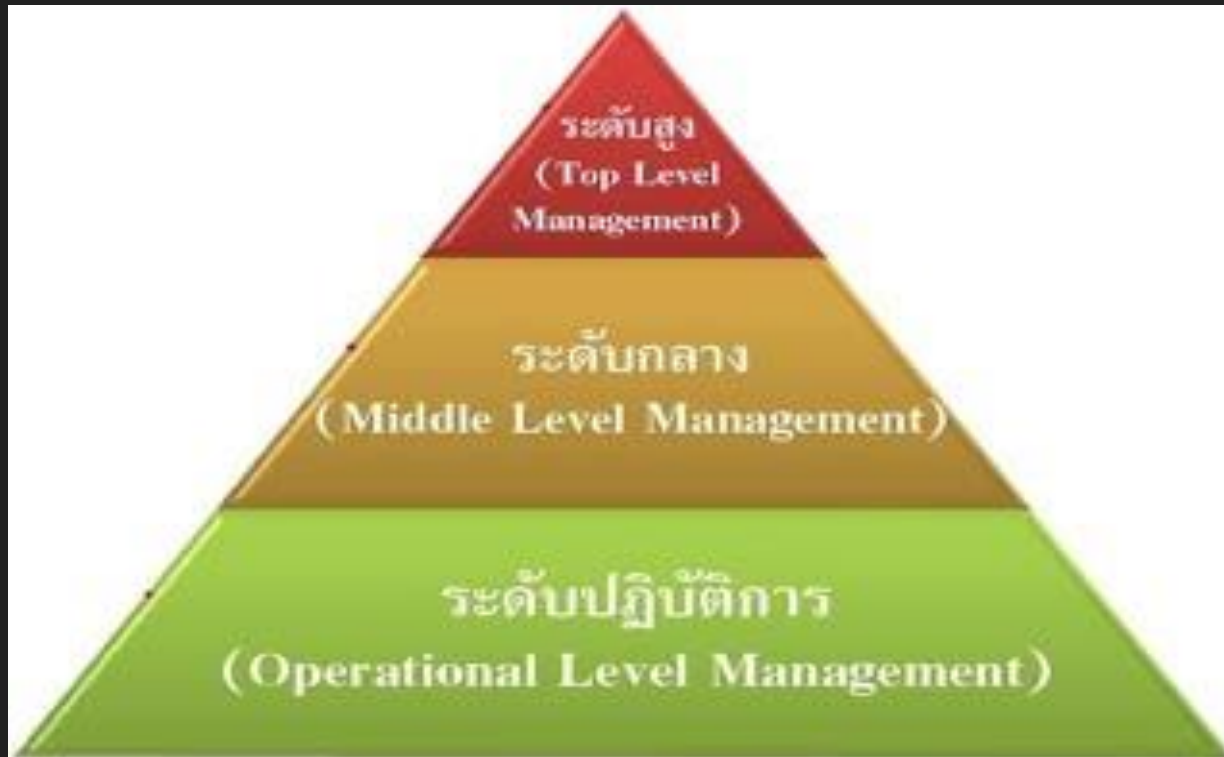 ระดับสูง
(Top Level
Management)
ระดับกลาง
(Middle Level Management)
ระดับปฏิบัติการ
(Operational Level Management)